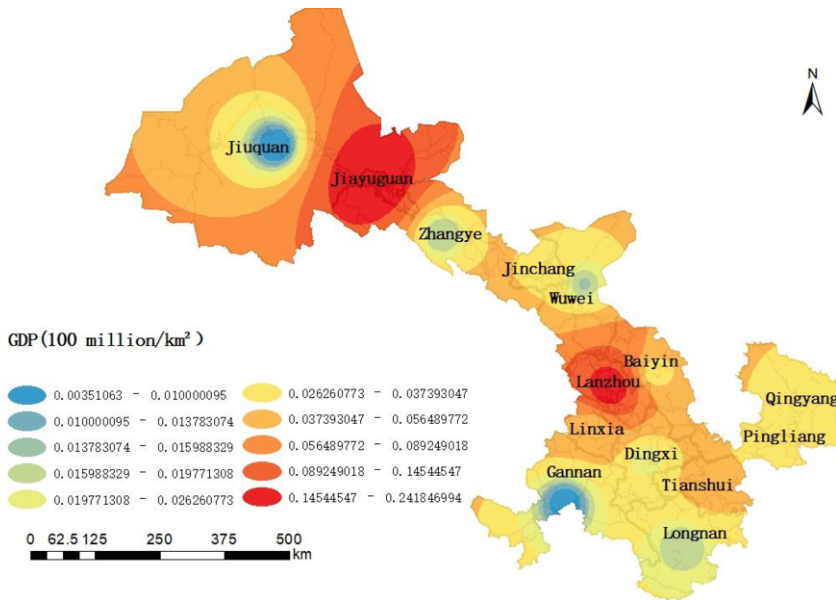 N
Jiuquan
Jiayuguan
Zhangye
Jinchang
Wuwei
Baiyin
Lanzhou
Qingyang
Linxia
Pingliang
Dingxi
Gannan
Tianshui
Longnan
GDP(100 million/km²)
0.00351063 - 0.010000095
0.010000095 - 0.013783074
0.013783074 - 0.015988329
0.015988329 - 0.019771308
0.019771308 - 0.026260773
0.026260773 - 0.037393047
0.037393047 - 0.056489772
0.056489772 - 0.089249018
0.089249018 - 0.14544547
0.14544547 - 0.241846994
0 62.5 125 250 375 500
km